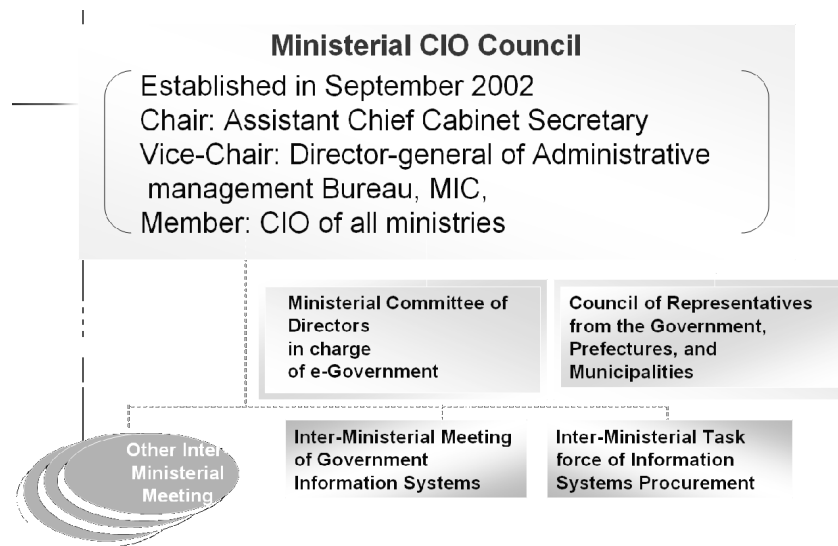 Ministerial CIO Council
Established in September 2002
Chair: Assistant Chief Cabinet Secretary
Vice-Chair: Director-general of Administrative
management Bureau, MIC,
Member: CIO of all ministries
Ministerial Committee of
Directors
in charge
of e-Government
Council of Representatives
from the Government,
Prefectures, and
Municipalities
Other Inter
Ministerial
Meeting
Inter-Ministerial Meeting
of Government
Information Systems
Inter-Ministerial Task
force of Information
Systems Procurement